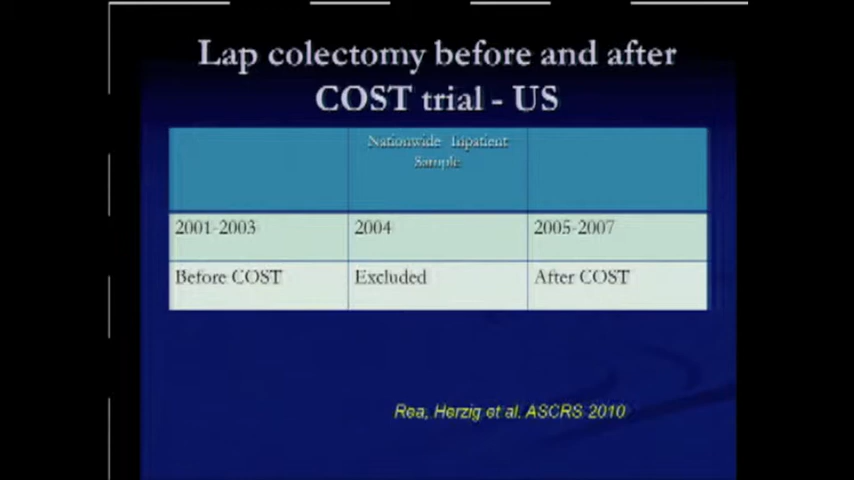 Lap colectomy before and after
COST trial - US
Nationwide Inpatient
Sample
2001-2003 2004 2005-2007
Before COST Excluded After COST
Rea, Herzig et al. ASCRS 2010